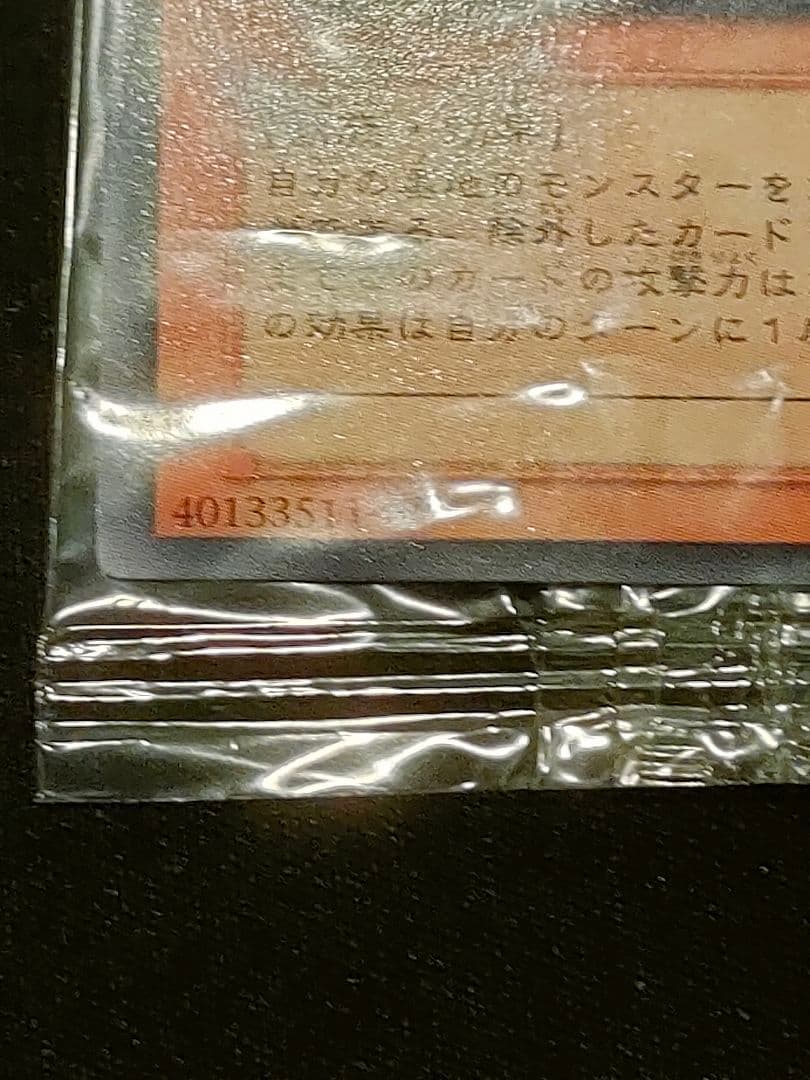 自分の墓地のモンスターを
除外したカード
このカードの攻撃力は
の効果は自分のターンに1
40133511